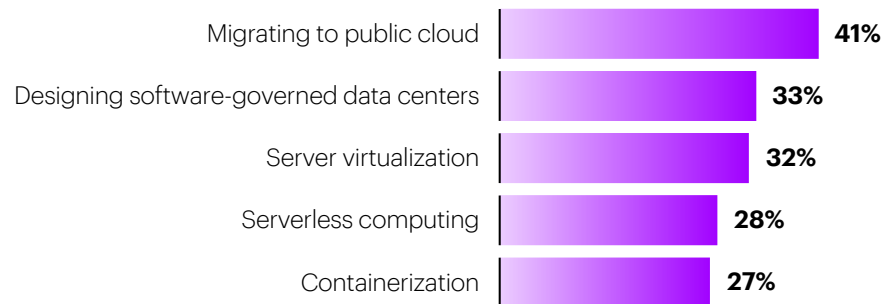 Migrating to public cloud 41%
Designing software-governed data centers 33%
Server virtualization 32%
Serverless computing 28%
Containerization 27%